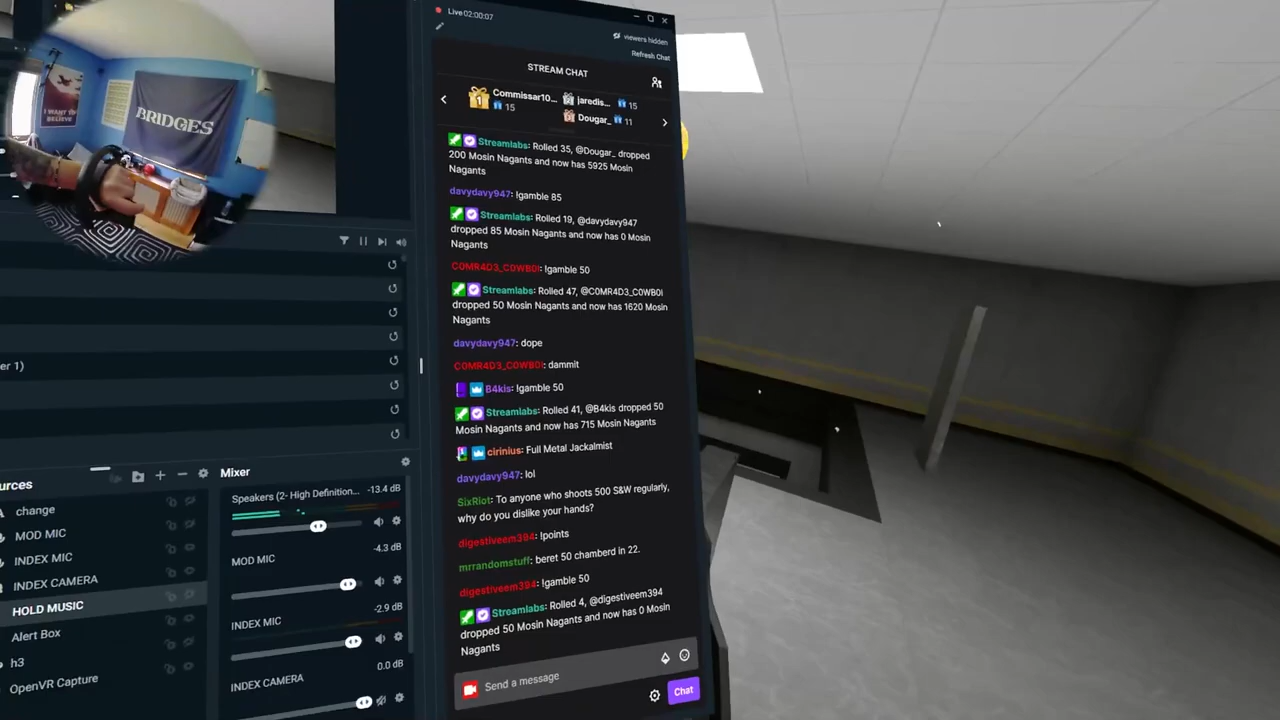 Live 02:00:07
viewers hidden
Refresh Chat
STREAM CHAT
Commissar10...
15
jaredis...
15
Dougar_
11
Streamlabs: Rolled 35, @Dougar_ dropped
200 Mosin Nagants and now has 5925 Mosin
Nagants
davydavy947: !gamble 85
Streamlabs: Rolled 19, @davydavy947
dropped 85 Mosin Nagants and now has 0 Mosin
Nagants
C0MR4D3_C0WB0I: !gamble 50
Streamlabs: Rolled 47, @C0MR4D3_C0WB0I
dropped 50 Mosin Nagants and now has 1620 Mosin
Nagants
davydavy947: dope
C0MR4D3_C0WB0I: dammit
B4kis: !gamble 50
Streamlabs: Rolled 41, @B4kis dropped 50
Mosin Nagants and now has 715 Mosin Nagants
cirinius: Full Metal Jackalmist
davydavy947: lol
SixRiot: To anyone who shoots 500 S&W regularly,
why do you dislike your hands?
digestiveem394: !points
mrrandomstuff: beret 50 chamberd in 22.
digestiveem394: !gamble 50
Streamlabs: Rolled 4, @digestiveem394
dropped 50 Mosin Nagants and now has 0 Mosin
Nagants
Send a message
Chat
I WANT TO
BELIEVE
BRIDGES
er 1)
ources
change
MOD MIC
INDEX MIC
INDEX CAMERA
HOLD MUSIC
Alert Box
h3
OpenVR Capture
Mixer
Speakers (2- High Definition...
-13.4 dB
MOD MIC
-4.3 dB
INDEX MIC
-2.9 dB
INDEX CAMERA
0.0 dB